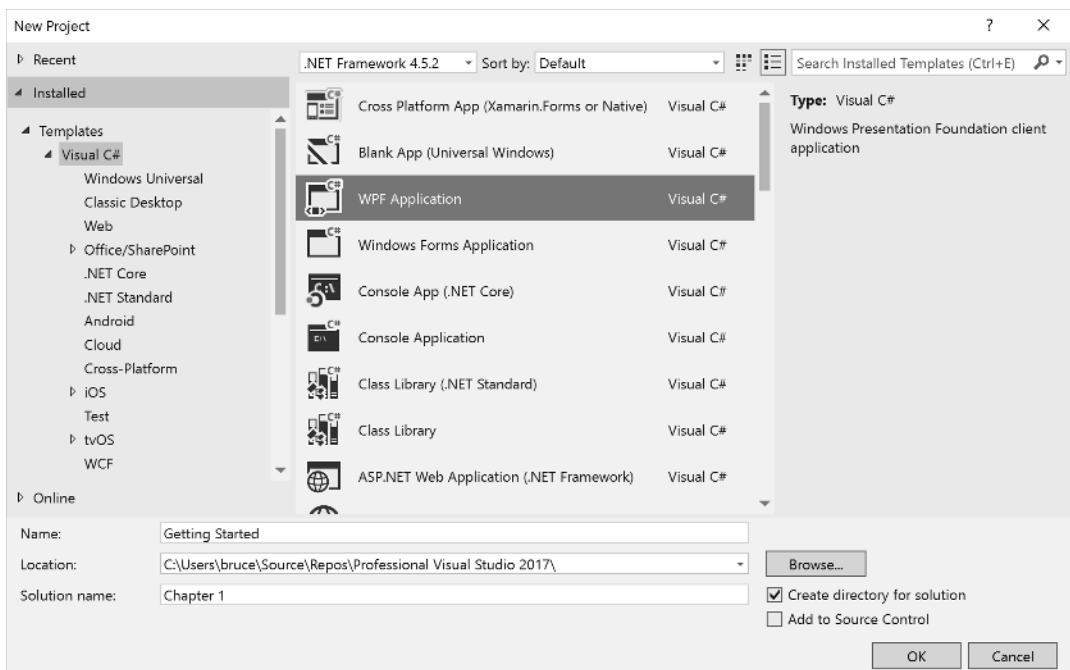 New Project
?
Recent
.NET Framework 4.5.2
Sort by: Default
Search Installed Templates (Ctrl+E)
Installed
Templates
Visual C#
Windows Universal
Classic Desktop
Web
Office/SharePoint
.NET Core
.NET Standard
Android
Cloud
Cross-Platform
iOS
Test
tvOS
WCF
Online
Cross Platform App (Xamarin.Forms or Native) Visual C#
Blank App (Universal Windows) Visual C#
WPF Application Visual C#
Windows Forms Application Visual C#
Console App (.NET Core) Visual C#
Console Application Visual C#
Class Library (.NET Standard) Visual C#
Class Library Visual C#
ASP.NET Web Application (.NET Framework) Visual C#
Type: Visual C#
Windows Presentation Foundation client
application
Name: Getting Started
Location: C:\Users\bruce\Source\Repos\Professional Visual Studio 2017\
Browse...
Solution name: Chapter 1
Create directory for solution
Add to Source Control
OK
Cancel